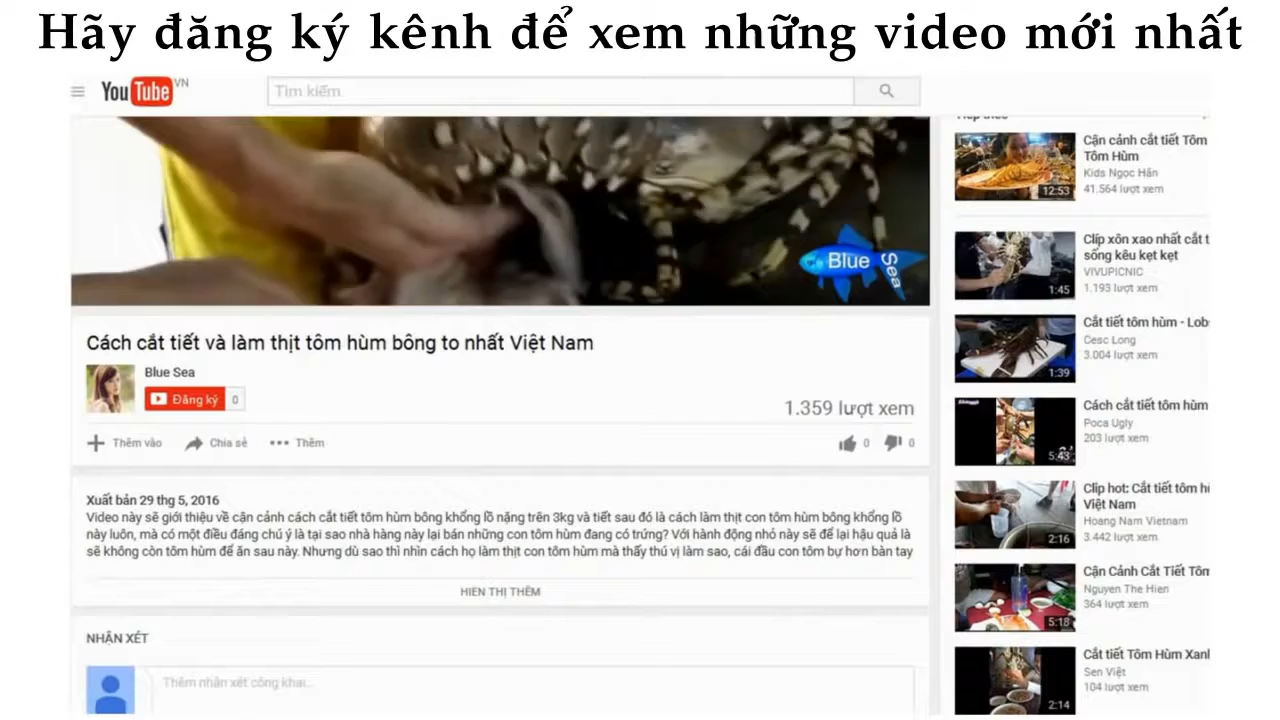 Hãy đăng ký kênh để xem những video mới nhất
YouTube VN
Tìm kiếm
Blue Sea
Cách cắt tiết và làm thịt tôm hùm bông to nhất Việt Nam
Blue Sea
Đăng ký 0
1.359 lượt xem
Thêm vào Chia sẻ Thêm 0 0
Xuất bản 29 thg 5, 2016
Video này sẽ giới thiệu về cận cảnh cách cắt tiết tôm hùm bông khổng lồ nặng trên 3kg và tiết sau đó là cách làm thịt con tôm hùm bông khổng lồ
này luôn, mà có một điều đáng chú ý là tại sao nhà hàng này lại bán những con tôm hùm đang có trứng? Với hành động nhỏ này sẽ để lại hậu quả là
sẽ không còn tôm hùm để ăn sau này. Nhưng dù sao thì nhìn cách họ làm thịt con tôm hùm mà thấy thú vị làm sao, cái đầu con tôm bự hơn bàn tay
HIỂN THỊ THÊM
NHẬN XÉT
Thêm nhận xét công khai...
Tiếp theo
12:53
Cận cảnh cắt tiết Tôm
Tôm Hùm
Kids Ngoc Hân
41.564 lượt xem
1:45
Clíp xôn xao nhất cắt t
sống kêu kẹt kẹt
VIVUPICNIC
1.193 lượt xem
1:39
Cắt tiết tôm hùm - Lob
Cesc Long
3.004 lượt xem
5:43
Cách cắt tiết tôm hùm
Poca Ugly
203 lượt xem
2:16
Clip hot: Cắt tiết tôm h
Việt Nam
Hoang Nam Vietnam
3.442 lượt xem
5:18
Cận Cảnh Cắt Tiết Tôm
Nguyen The Hien
364 lượt xem
2:14
Cắt tiết Tôm Hùm Xanh
Sen Việt
104 lượt xem